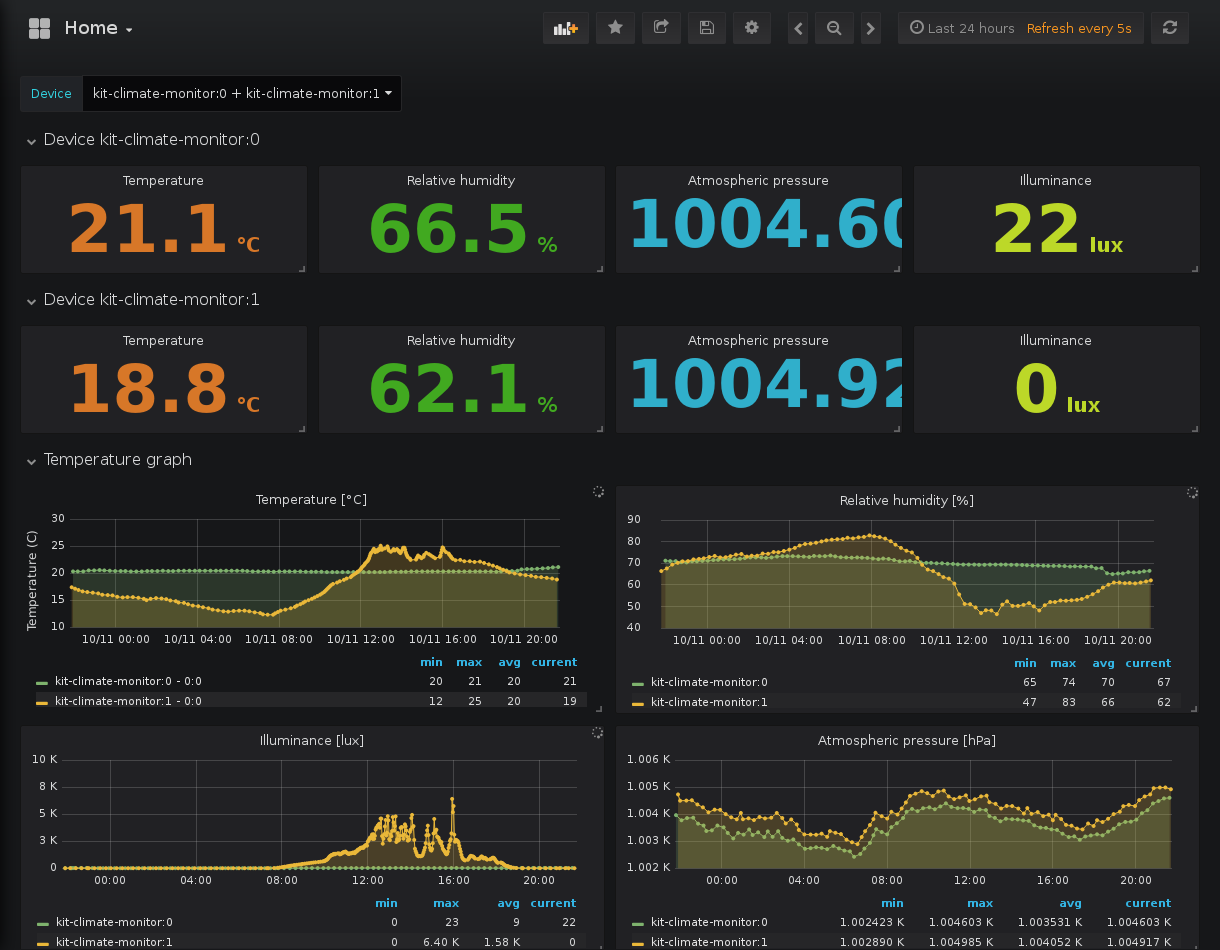 Home
Last 24 hours Refresh every 5s
Device kit-climate-monitor:0 + kit-climate-monitor:1
Device kit-climate-monitor:0
Temperature Relative humidity Atmospheric pressure Illuminance
21.1 °C 66.5 % 1004.60 22 lux
Device kit-climate-monitor:1
Temperature Relative humidity Atmospheric pressure Illuminance
18.8 °C 62.1 % 1004.92 0 lux
Temperature graph
Temperature [°C]
Temperature (C)
30
25
20
15
10
10/11 00:00 10/11 04:00 10/11 08:00 10/11 12:00 10/11 16:00 10/11 20:00
min max avg current
kit-climate-monitor:0 - 0:0 20 21 20 21
kit-climate-monitor:1 - 0:0 12 25 20 19
Relative humidity [%]
90
80
70
60
50
40
10/11 00:00 10/11 04:00 10/11 08:00 10/11 12:00 10/11 16:00 10/11 20:00
min max avg current
kit-climate-monitor:0 65 74 70 67
kit-climate-monitor:1 47 83 66 62
Illuminance [lux]
10 K
8 K
5 K
3 K
0
00:00 04:00 08:00 12:00 16:00 20:00
min max avg current
kit-climate-monitor:0 0 23 9 22
kit-climate-monitor:1 0 6.40 K 1.58 K 0
Atmospheric pressure [hPa]
1.006 K
1.005 K
1.004 K
1.003 K
1.002 K
00:00 04:00 08:00 12:00 16:00 20:00
min max avg current
kit-climate-monitor:0 1.002423 K 1.004603 K 1.003531 K 1.004603 K
kit-climate-monitor:1 1.002890 K 1.004985 K 1.004052 K 1.004917 K